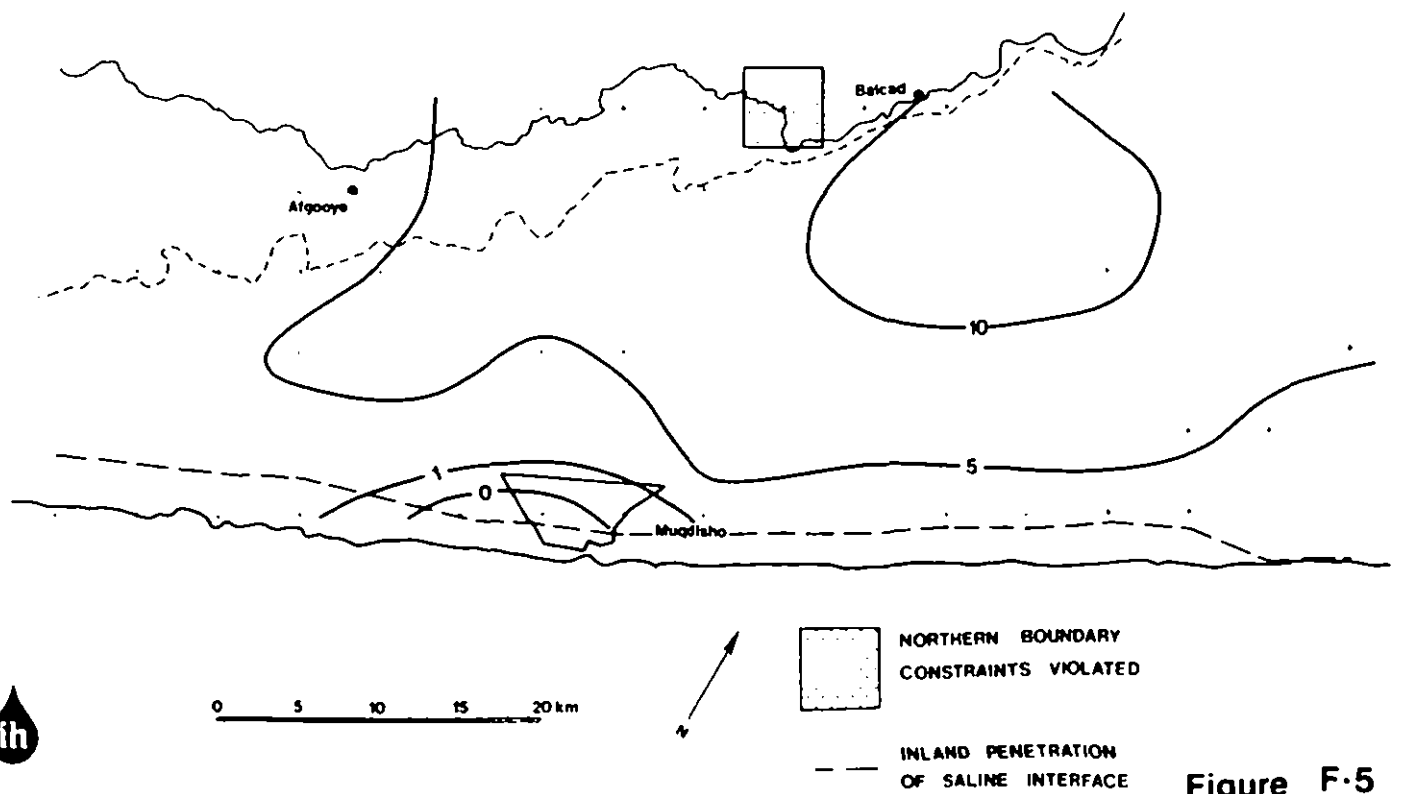 Balcad
Afgooye
10
1
5
0
Muqdisho
NORTHERN BOUNDARY
CONSTRAINTS VIOLATED
0 5 10 15 20 km
N
ih
INLAND PENETRATION
OF SALINE INTERFACE
Figure F·5